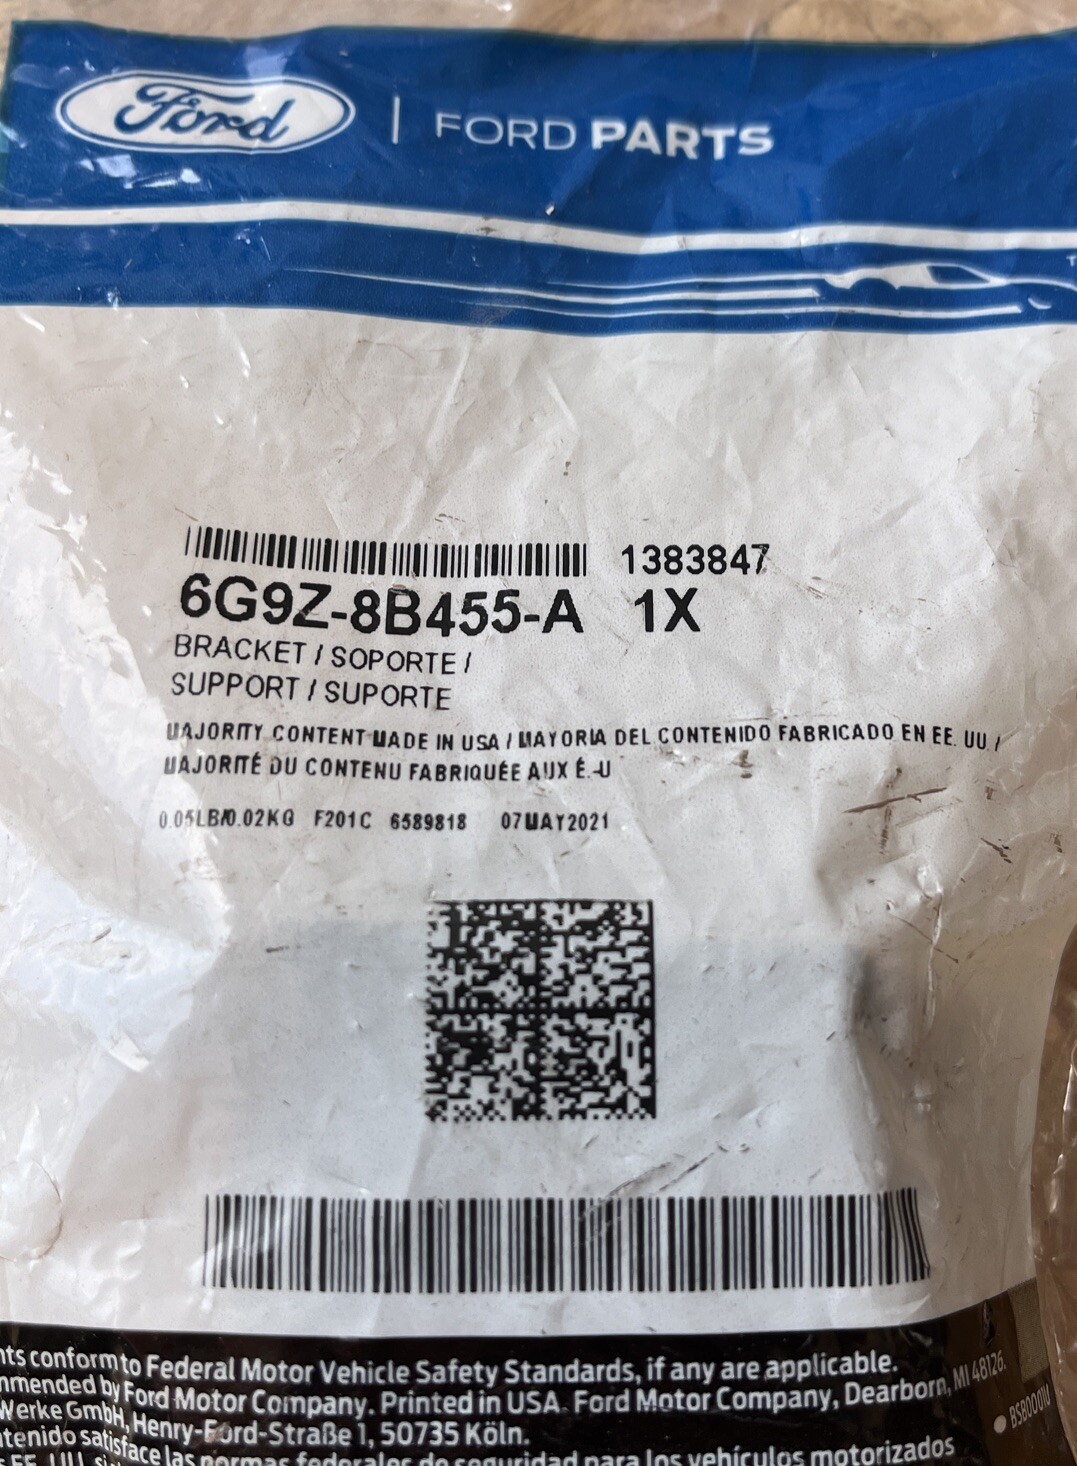 Ford | FORD PARTS
T
1383847
6G9Z-8B455-A 1X
BRACKET / SOPORTE /
SUPPORT / SUPORTE
MAJORITY CONTENT MADE IN USA / MAYORIA DEL CONTENIDO FABRICADO EN EE. UU. /
MAJORITÉ DU CONTENU FABRIQUÉE AUX É.-U
0.05LB/0.02KG F201C 6589818 07MAY2021
nts conform to Federal Motor Vehicle Safety Standards, if any are applicable.
mmended by Ford Motor Company. Printed in USA. Ford Motor Company, Dearborn, MI 48126.
Werke GmbH, Henry-Ford-Straße 1, 50735 Köln.
ntenido satisface las normas federales de seguridad para los vehículos motorizados